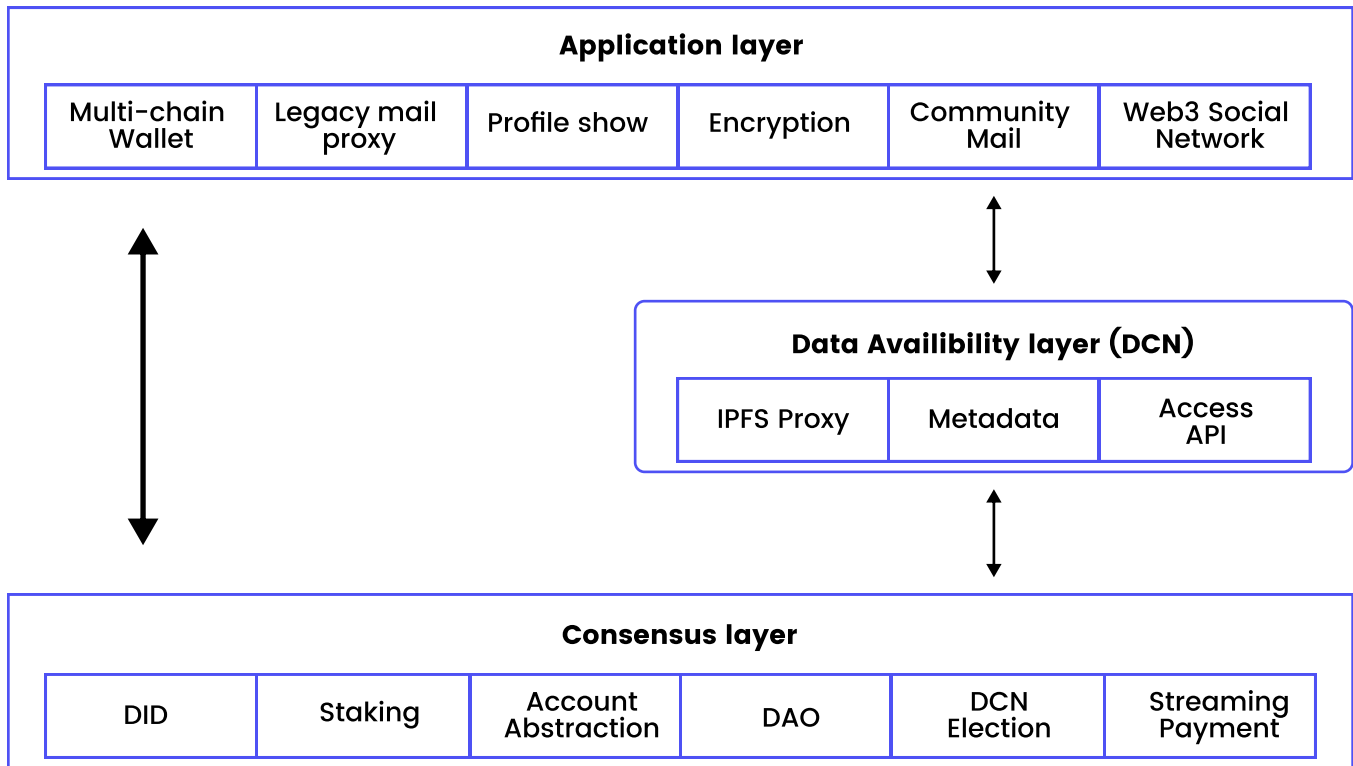 Application layer
Multi-chain
Wallet
Legacy mail
proxy
Profile show
Encryption
Community
Mail
Web3 Social
Network
Data Availibility layer (DCN)
IPFS Proxy
Metadata
Access
API
Consensus layer
DID
Staking
Account
Abstraction
DAO
DCN
Election
Streaming
Payment